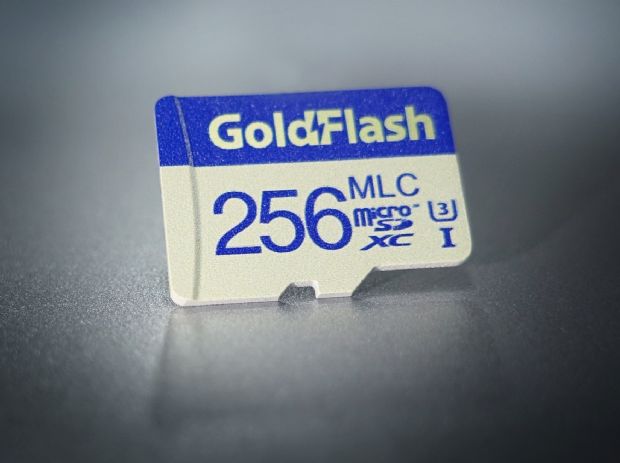 GoldFlash
256 MLC
micro
SD
XC
3
I